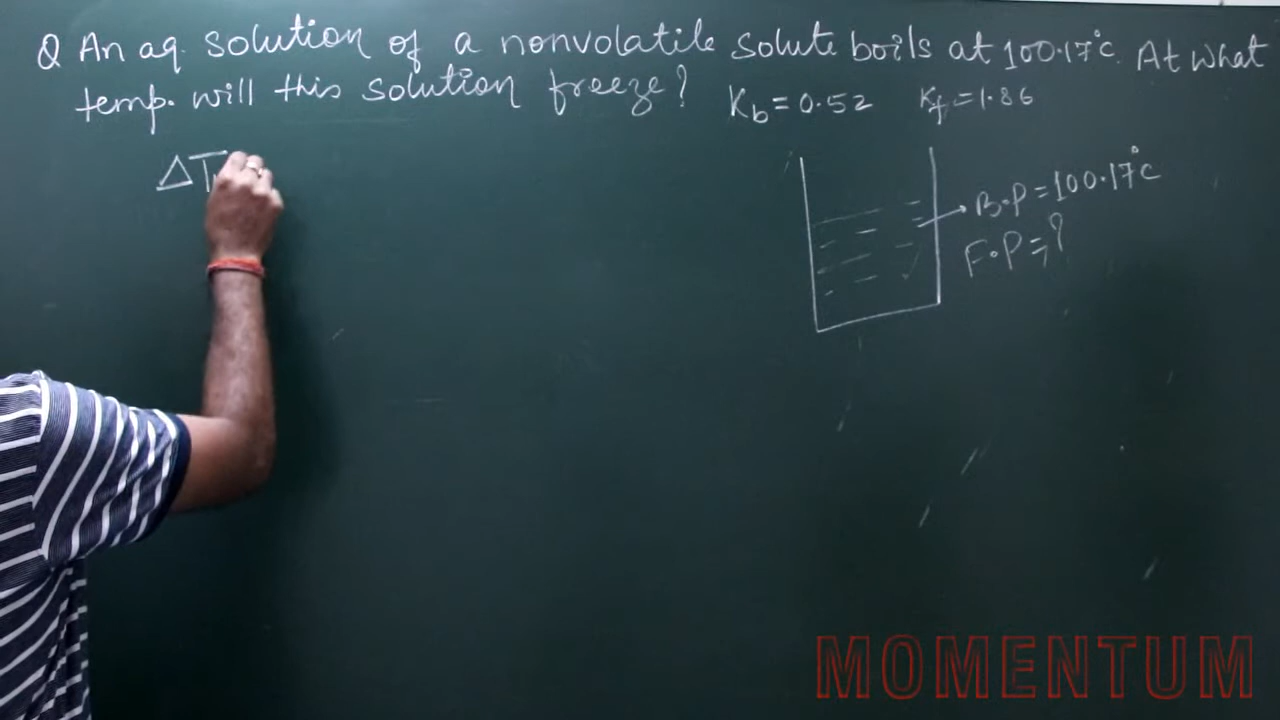 Q An aq. solution of a nonvolatile solute boils at 100.17°C. At what
temp. will this solution freeze? Kb = 0.52 Kf = 1.86
ΔT
B.P = 100.17°C
F.P = ?
MOMENTUM